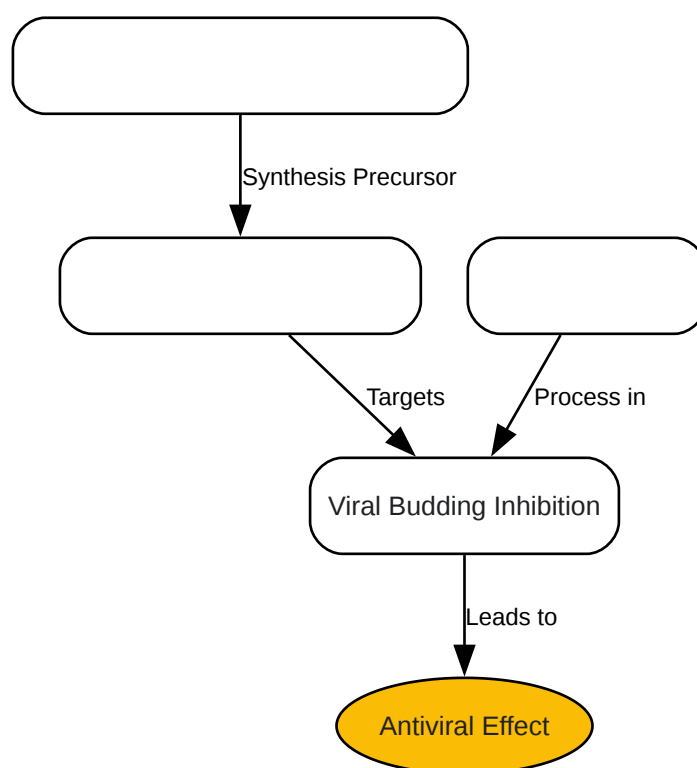 Synthesis Precursor
Targets
Process in
Viral Budding Inhibition
Leads to
Antiviral Effect